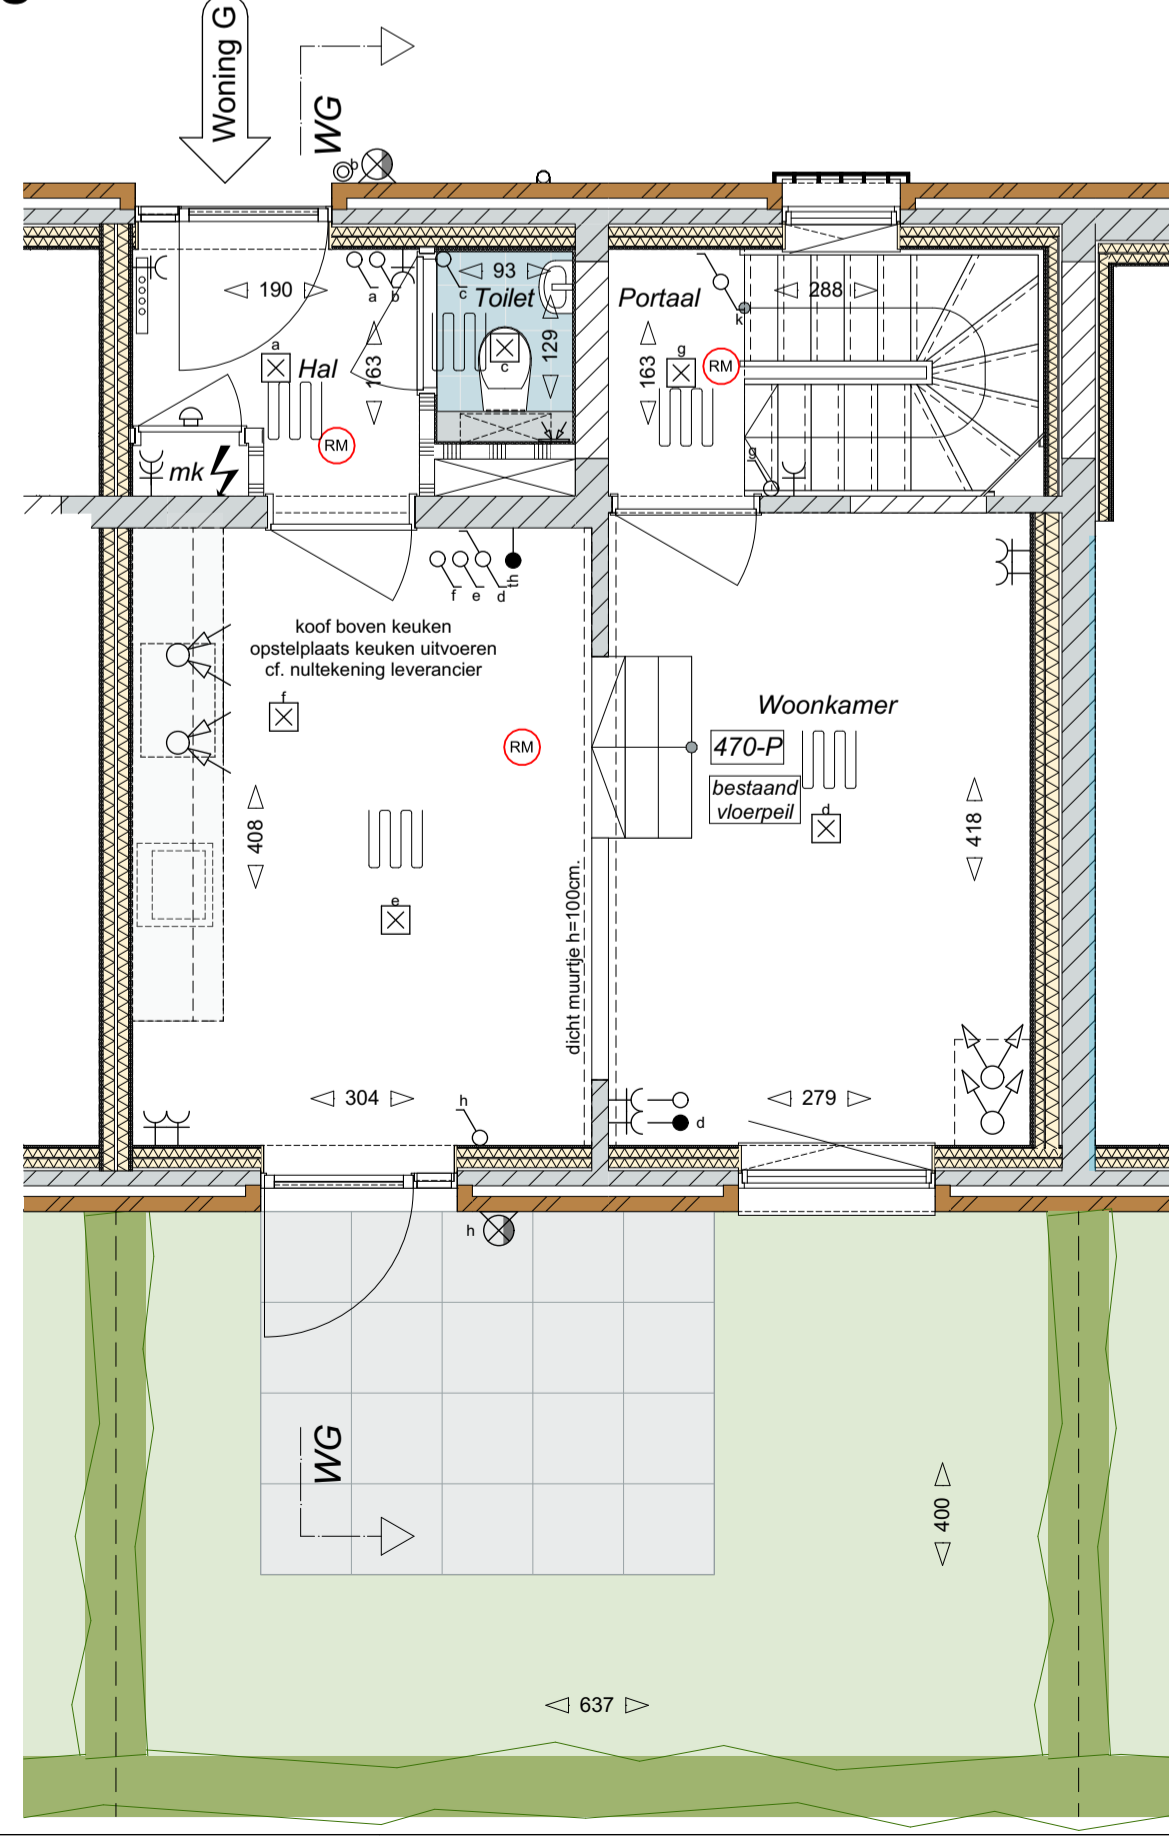 Woning G
WG
b
190
a
b
c
93
Toilet
Portaal
288
k
a
Hal
163
c
129
163
g
RM
RM
mk
g
f
e
d
th
koof boven keuken
opstelplaats keuken uitvoeren
cf. nultekening leverancier
f
RM
Woonkamer
470-P
bestaand
vloerpeil
d
408
418
e
dicht muurtje h=100cm.
304
h
d
279
h
WG
400
637